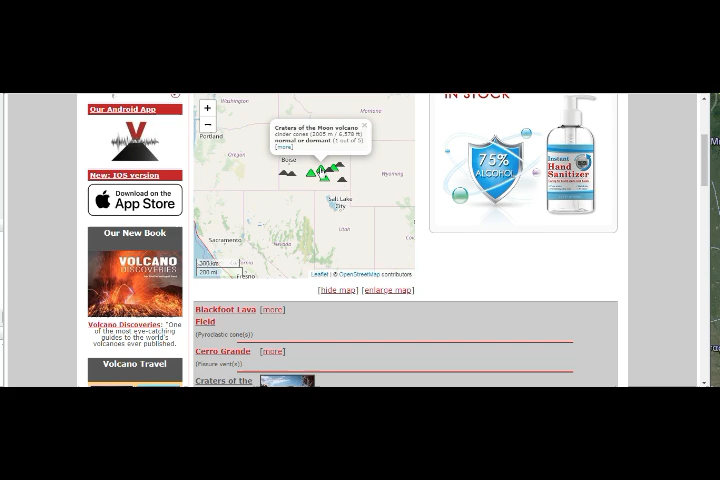 Our Android App
New: IOS version
Download on the
App Store
Our New Book
VOLCANO
DISCOVERIES
Volcano Discoveries: "One
of the most eye-catching
guides to the world's
volcanoes ever published.
Volcano Travel
+
−
Washington
Montana
Portland
Oregon
Boise
Wyoming
Craters of the Moon volcano
cinder cones (2005 m / 6,578 ft)
normal or dormant (1 out of 5)
[more]
Salt Lake
City
Utah
Sacramento
Nevada
300 km
200 mi
Fresno
Leaflet | © OpenStreetMap contributors
[hide map] [enlarge map]
Blackfoot Lava [more]
Field
(Pyroclastic cone(s))
Cerro Grande [more]
(Fissure vent(s))
Craters of the
IN STOCK
75%
ALCOHOL
Instant
Hand
Sanitizer